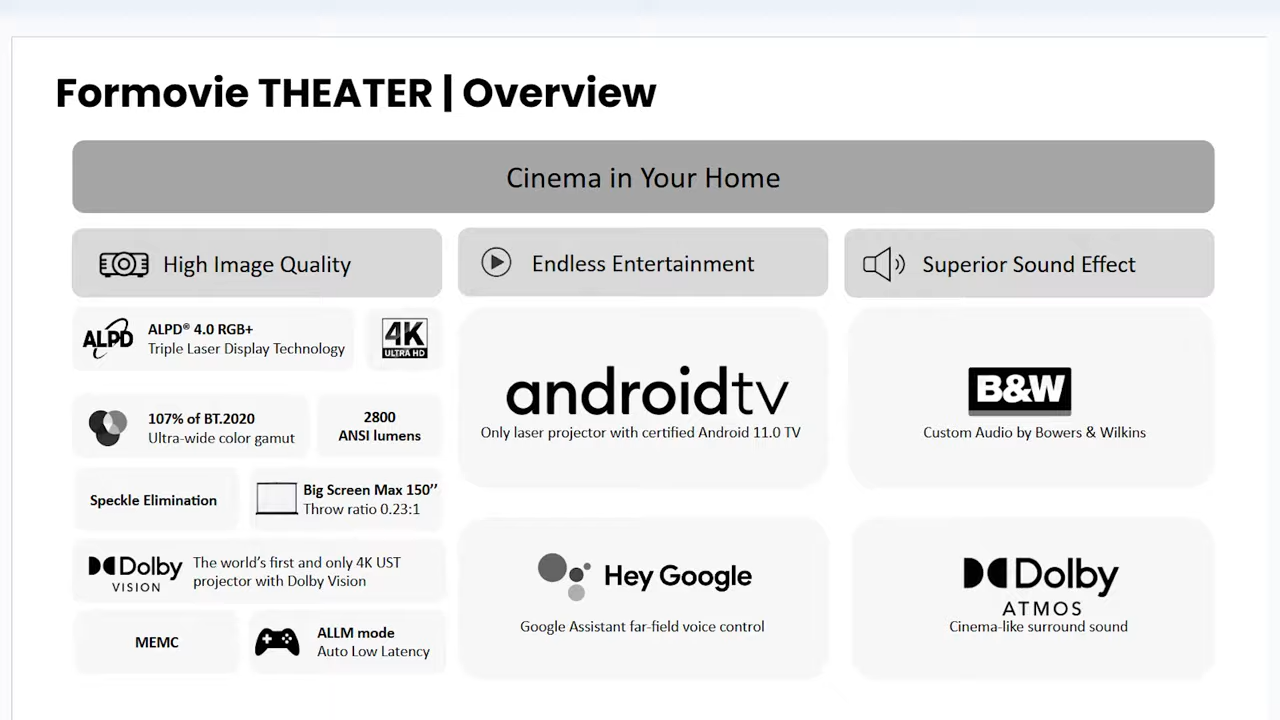 Formovie THEATER | Overview
Cinema in Your Home
High Image Quality
ALPD
ALPD® 4.0 RGB+
Triple Laser Display Technology
4K
ULTRA HD
107% of BT.2020
Ultra-wide color gamut
2800
ANSI lumens
Speckle Elimination
Big Screen Max 150’’
Throw ratio 0.23:1
Dolby
VISION
The world’s first and only 4K UST
projector with Dolby Vision
MEMC
ALLM mode
Auto Low Latency
Endless Entertainment
androidtv
Only laser projector with certified Android 11.0 TV
Hey Google
Google Assistant far-field voice control
Superior Sound Effect
B&W
Custom Audio by Bowers & Wilkins
Dolby
ATMOS
Cinema-like surround sound